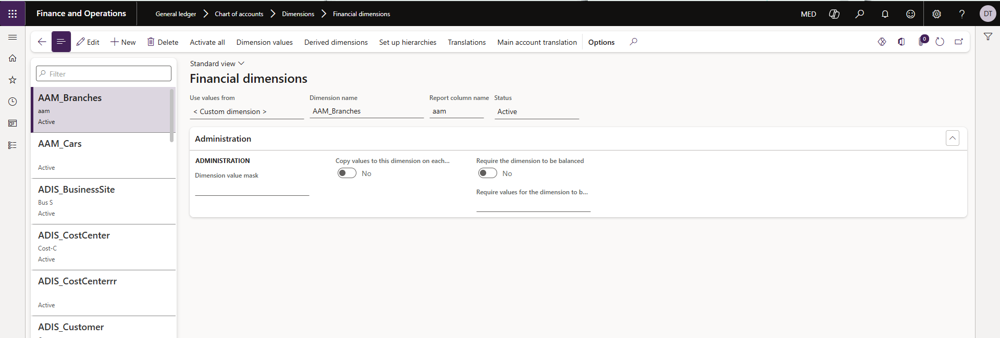 Finance and Operations
General ledger
Chart of accounts
Dimensions
Financial dimensions
MED
?
DT
Edit
New
Delete
Activate all
Dimension values
Derived dimensions
Set up hierarchies
Translations
Main account translation
Options
0
Filter
AAM_Branches
aam
Active
AAM_Cars
Active
ADIS_BusinessSite
Bus S
Active
ADIS_CostCenter
Cost-C
Active
ADIS_CostCenterrr
Active
ADIS_Customer
Standard view
Financial dimensions
Use values from
< Custom dimension >
Dimension name
AAM_Branches
Report column name
aam
Status
Active
Administration
ADMINISTRATION
Dimension value mask
Copy values to this dimension on each...
No
Require the dimension to be balanced
No
Require values for the dimension to b...